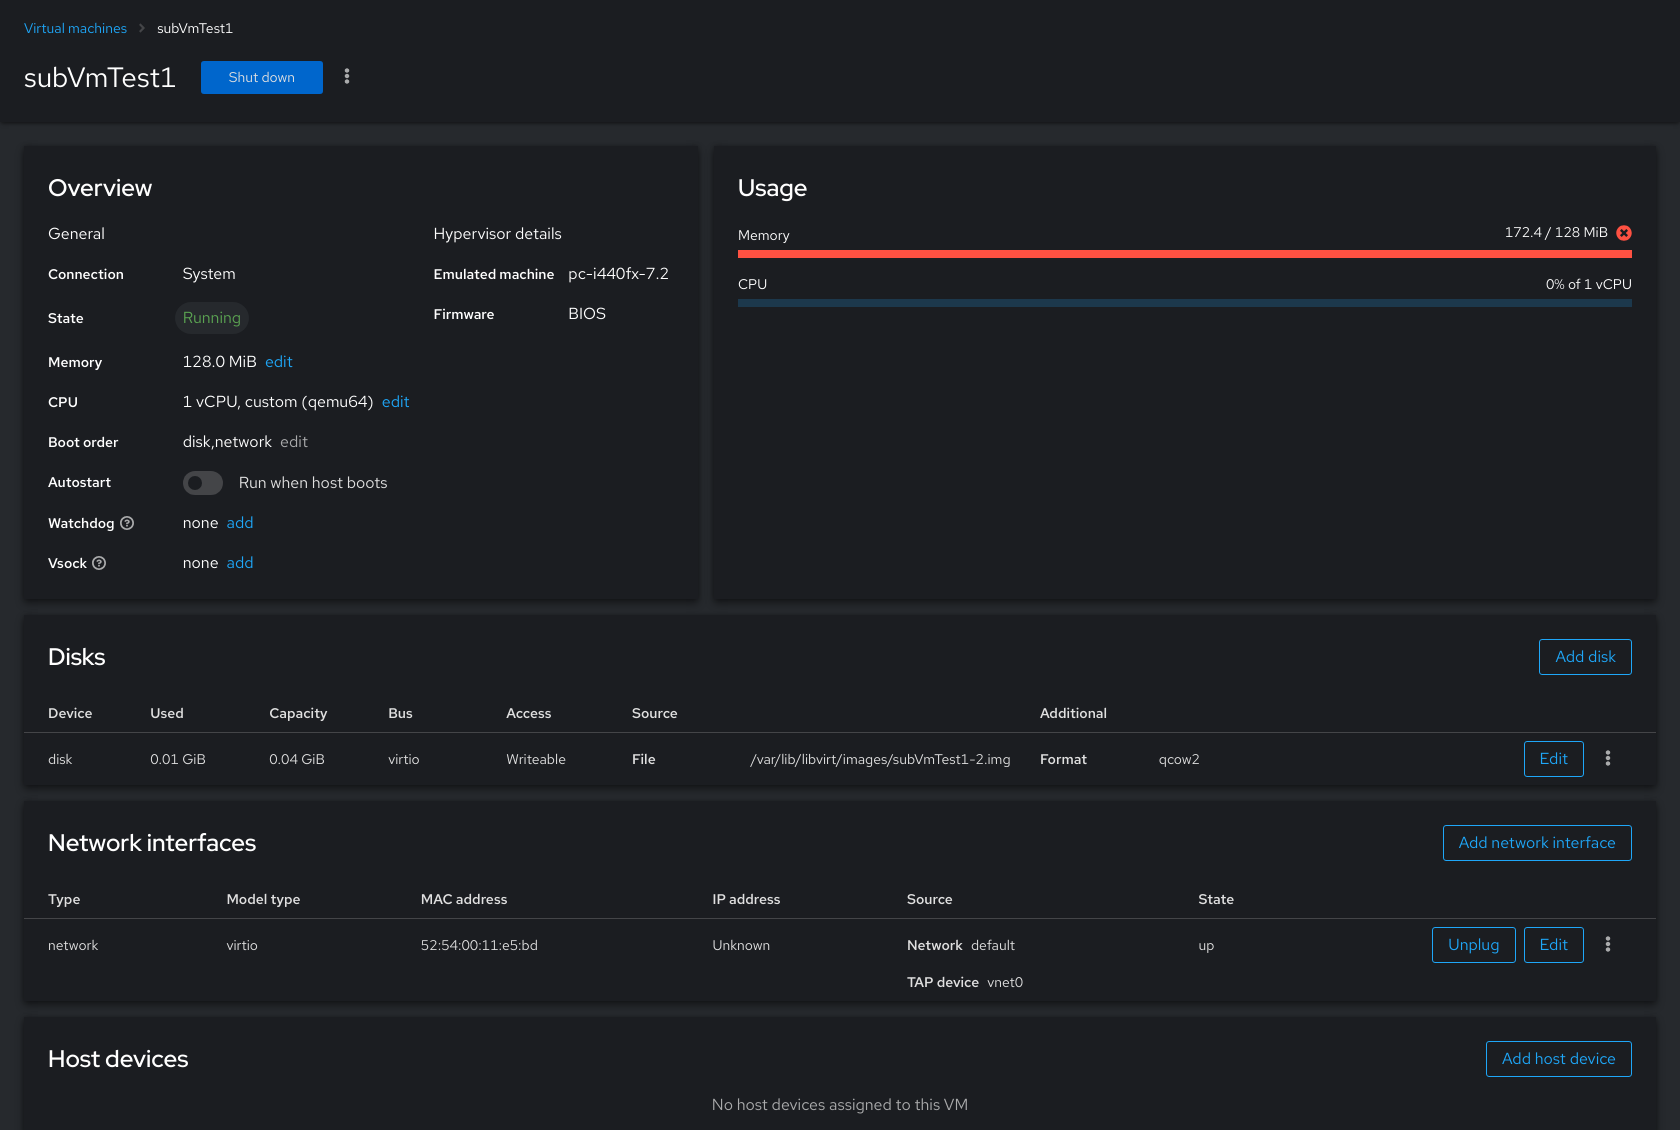 Virtual machines > subVmTest1
subVmTest1 Shut down
Overview
General
Connection System
State Running
Memory 128.0 MiB edit
CPU 1 vCPU, custom (qemu64) edit
Boot order disk,network edit
Autostart Run when host boots
Watchdog none add
Vsock none add
Hypervisor details
Emulated machine pc-i440fx-7.2
Firmware BIOS
Usage
Memory 172.4 / 128 MiB
CPU 0% of 1 vCPU
Disks Add disk
Device Used Capacity Bus Access Source Additional
disk 0.01 GiB 0.04 GiB virtio Writeable File /var/lib/libvirt/images/subVmTest1-2.img Format qcow2 Edit
Network interfaces Add network interface
Type Model type MAC address IP address Source State
network virtio 52:54:00:11:e5:bd Unknown Network default up Unplug Edit
TAP device vnet0
Host devices Add host device
No host devices assigned to this VM